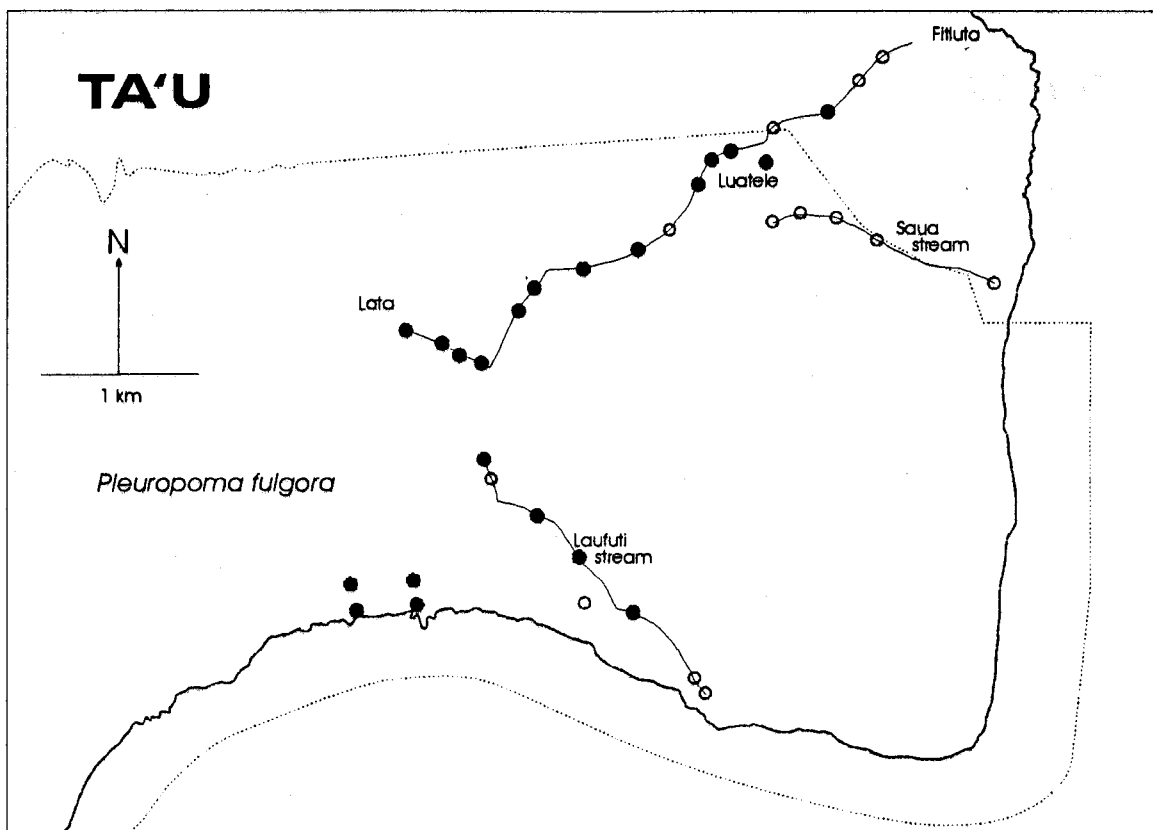 TA'U
Fitiuta
Luatele
Saua
stream
N
Lata
1 km
Pleuropoma fulgora
Laufuti
stream